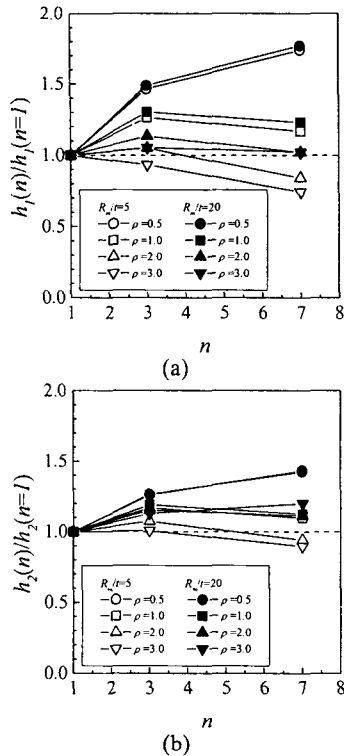 h₁(n)/h₁(n=1)
2.0
1.5
1.0
0.5
0.0
R_m/t=5 R_m/t=20
ρ=0.5 ρ=0.5
ρ=1.0 ρ=1.0
ρ=2.0 ρ=2.0
ρ=3.0 ρ=3.0
1 2 3 4 5 6 7 8
n
(a)
h₂(n)/h₂(n=1)
2.0
1.5
1.0
0.5
0.0
R_m/t=5 R_m/t=20
ρ=0.5 ρ=0.5
ρ=1.0 ρ=1.0
ρ=2.0 ρ=2.0
ρ=3.0 ρ=3.0
1 2 3 4 5 6 7 8
n
(b)